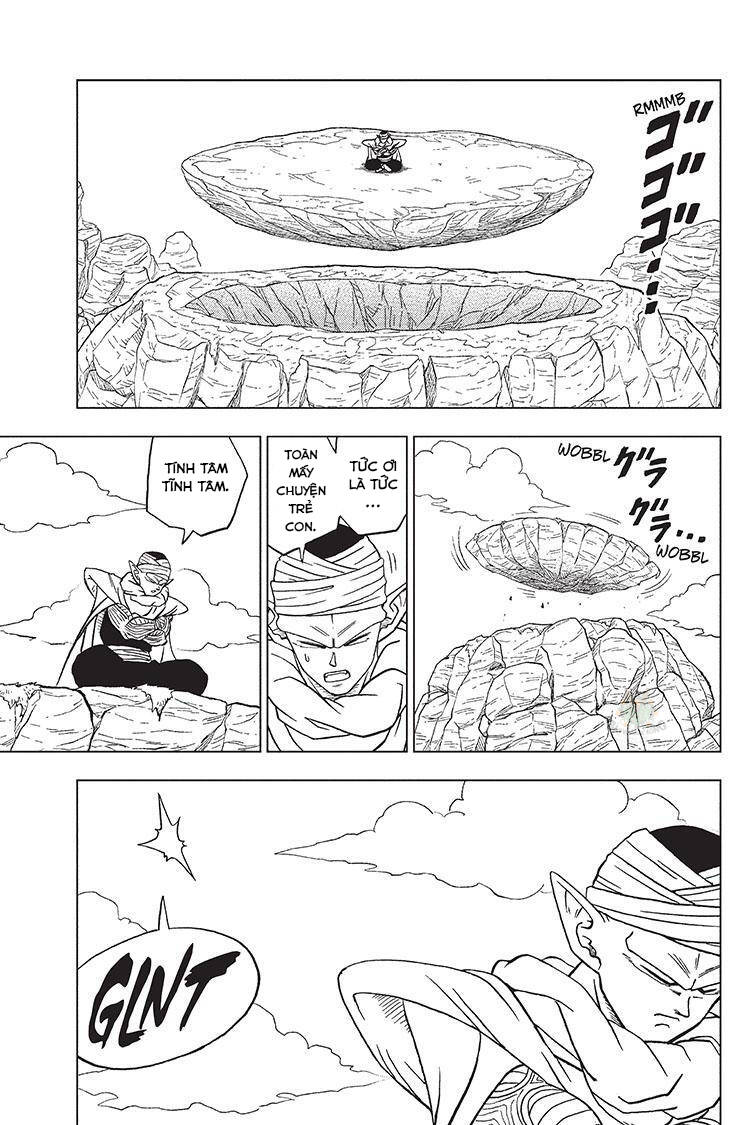 RMMMB
ゴゴゴ…
WOBBL
グラ
グラ…
WOBBL
TỨC ƠI
LÀ TỨC
...
TOÀN
MẤY
CHUYỆN
TRẺ
CON.
TĨNH TÂM
TĨNH TÂM.
GLNT